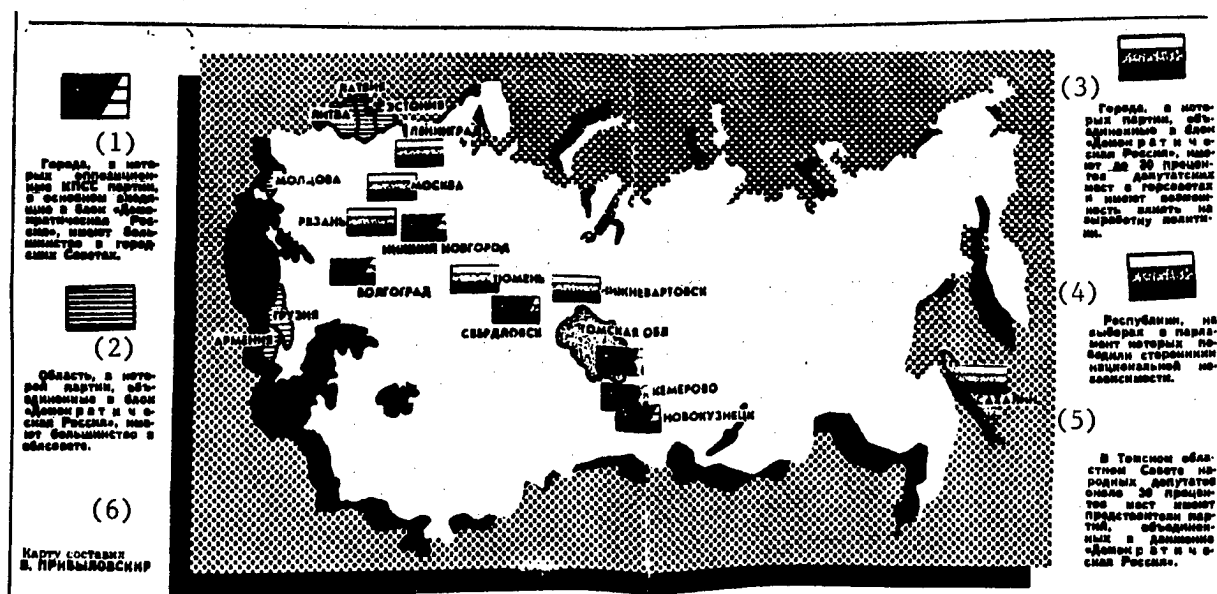 (1)
Города, в кото-
рых оппозицион-
ные КПСС партии,
в основном входя-
щие в блок «Демо-
кратическая Рос-
сия», имеют боль-
шинство в город-
ских Советах.
(2)
Область, в кото-
рой партии, объ-
единенные в блок
«Демократиче-
ская Россия», име-
ют большинство в
облсовете.
(6)
Карту составил
В. ПРИБЫЛОВСКИЙ
ЛАТВИЯ
ЭСТОНИЯ
ЛИТВА
ЛЕНИНГРАД
МОЛДОВА
МОСКВА
РЯЗАНЬ
НИЖНИЙ НОВГОРОД
ВОЛГОГРАД
ТЮМЕНЬ
НИЖНЕВАРТОВСК
СВЕРДЛОВСК
ГРУЗИЯ
АРМЕНИЯ
ТОМСКАЯ ОБЛ
КЕМЕРОВО
НОВОКУЗНЕЦК
САХАЛИН
(3)
Города, в кото-
рых партии, объ-
единенные в блок
«Демократиче-
ская Россия», име-
ют до 30 процен-
тов депутатских
мест в горсоветах
и имеют возмож-
ность влиять на
выработку полити-
ки.
(4)
Республики, на
выборах в парла-
мент которых по-
бедили сторонники
национальной не-
зависимости.
(5)
В Томском обла-
стном Совете на-
родных депутатов
около 30 процен-
тов мест имеют
представители пар-
тий, объединен-
ных в движение
«Демократиче-
ская Россия».